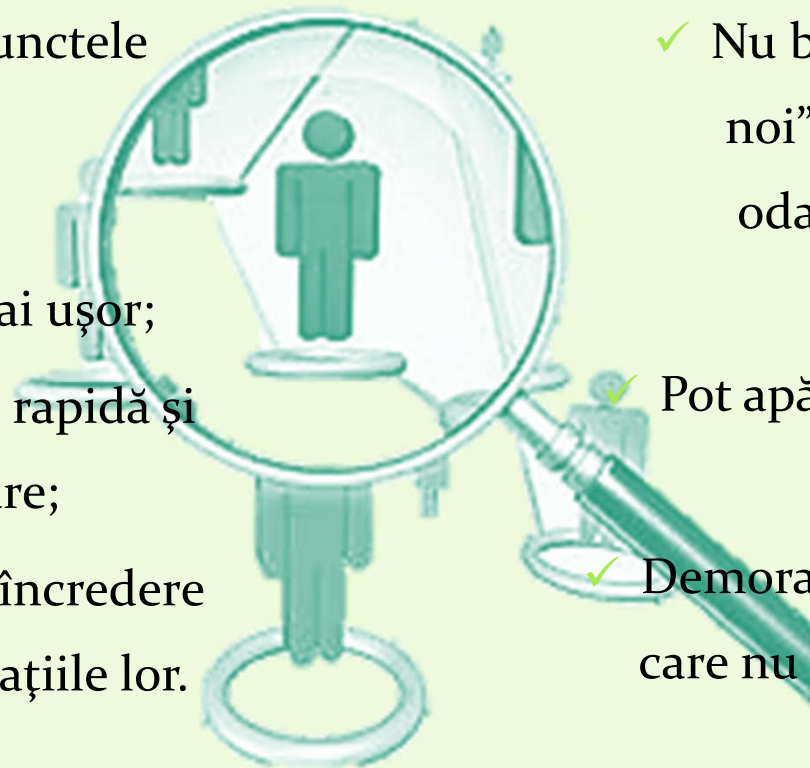 unctele
ai uşor;
rapidă şi
re;
încredere
aţiile lor.
Nu b
noi”
oda
Pot apă
Demora
care nu